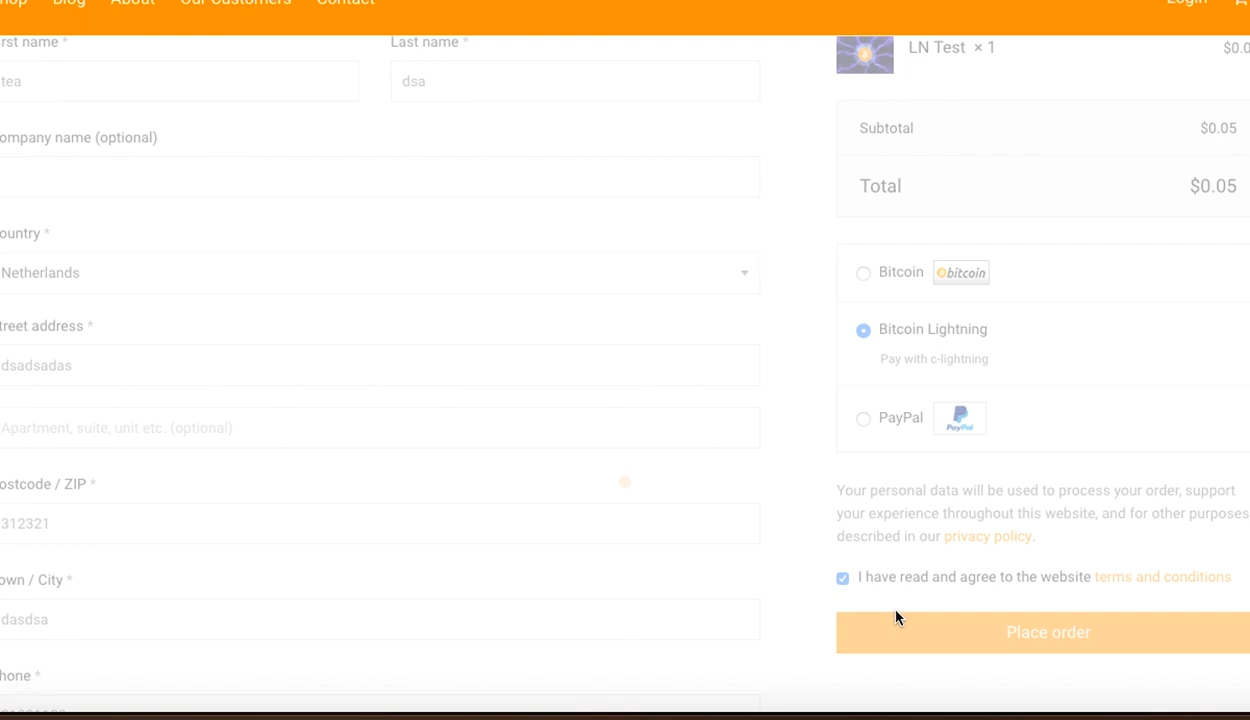 Blog About Our Customers Contact Login
rst name * Last name *
tea dsa
LN Test × 1
ompany name (optional)
Subtotal $0.05
Total $0.05
ountry *
Netherlands
Bitcoin bitcoin
treet address *
Bitcoin Lightning
Pay with c-lightning
dsadsadas
PayPal PayPal
Apartment, suite, unit etc. (optional)
ostcode / ZIP *
312321
Your personal data will be used to process your order, support
your experience throughout this website, and for other purposes
described in our privacy policy.
own / City *
I have read and agree to the website terms and conditions
dasdsa
Place order
hone *